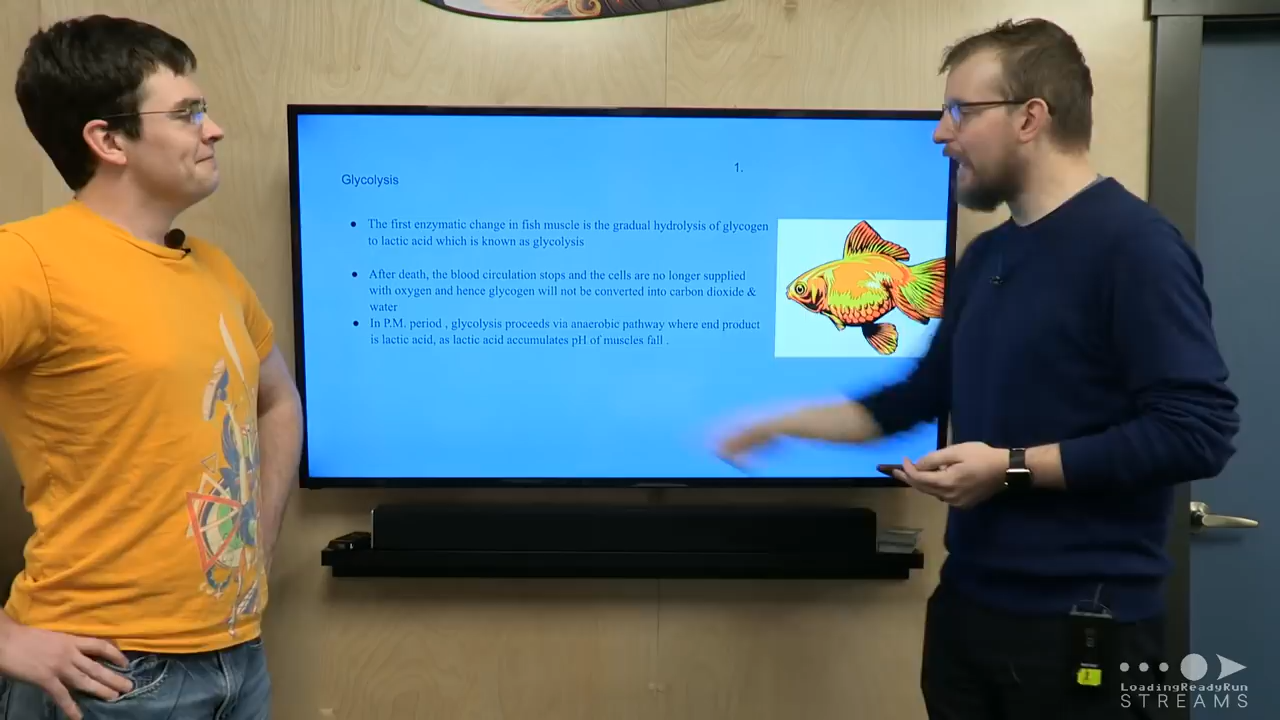 1.
Glycolysis
• The first enzymatic change in fish muscle is the gradual hydrolysis of glycogen
to lactic acid which is known as glycolysis
• After death, the blood circulation stops and the cells are no longer supplied
with oxygen and hence glycogen will not be converted into carbon dioxide &
water
• In P.M. period , glycolysis proceeds via anaerobic pathway where end product
is lactic acid, as lactic acid accumulates pH of muscles fall .
LoadingReadyRun
STREAMS